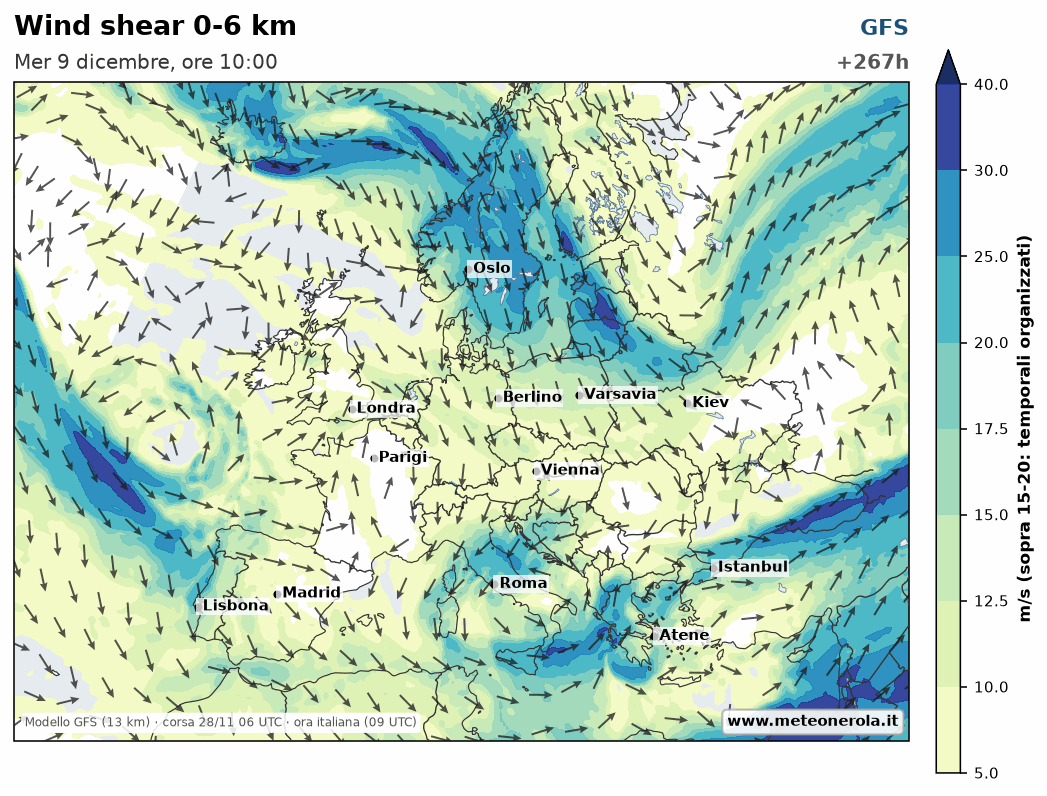 Wind shear 0-6 km
GFS
Mer 9 dicembre, ore 10:00
+267h
40.0
30.0
25.0
20.0
17.5
15.0
12.5
10.0
5.0
m/s (sopra 15-20: temporali organizzati)
Oslo
Berlino
Varsavia
Kiev
Londra
Parigi
Vienna
Istanbul
Roma
Madrid
Lisbona
Atene
Modello GFS (13 km) · corsa 28/11 06 UTC · ora italiana (09 UTC)
www.meteonerola.it